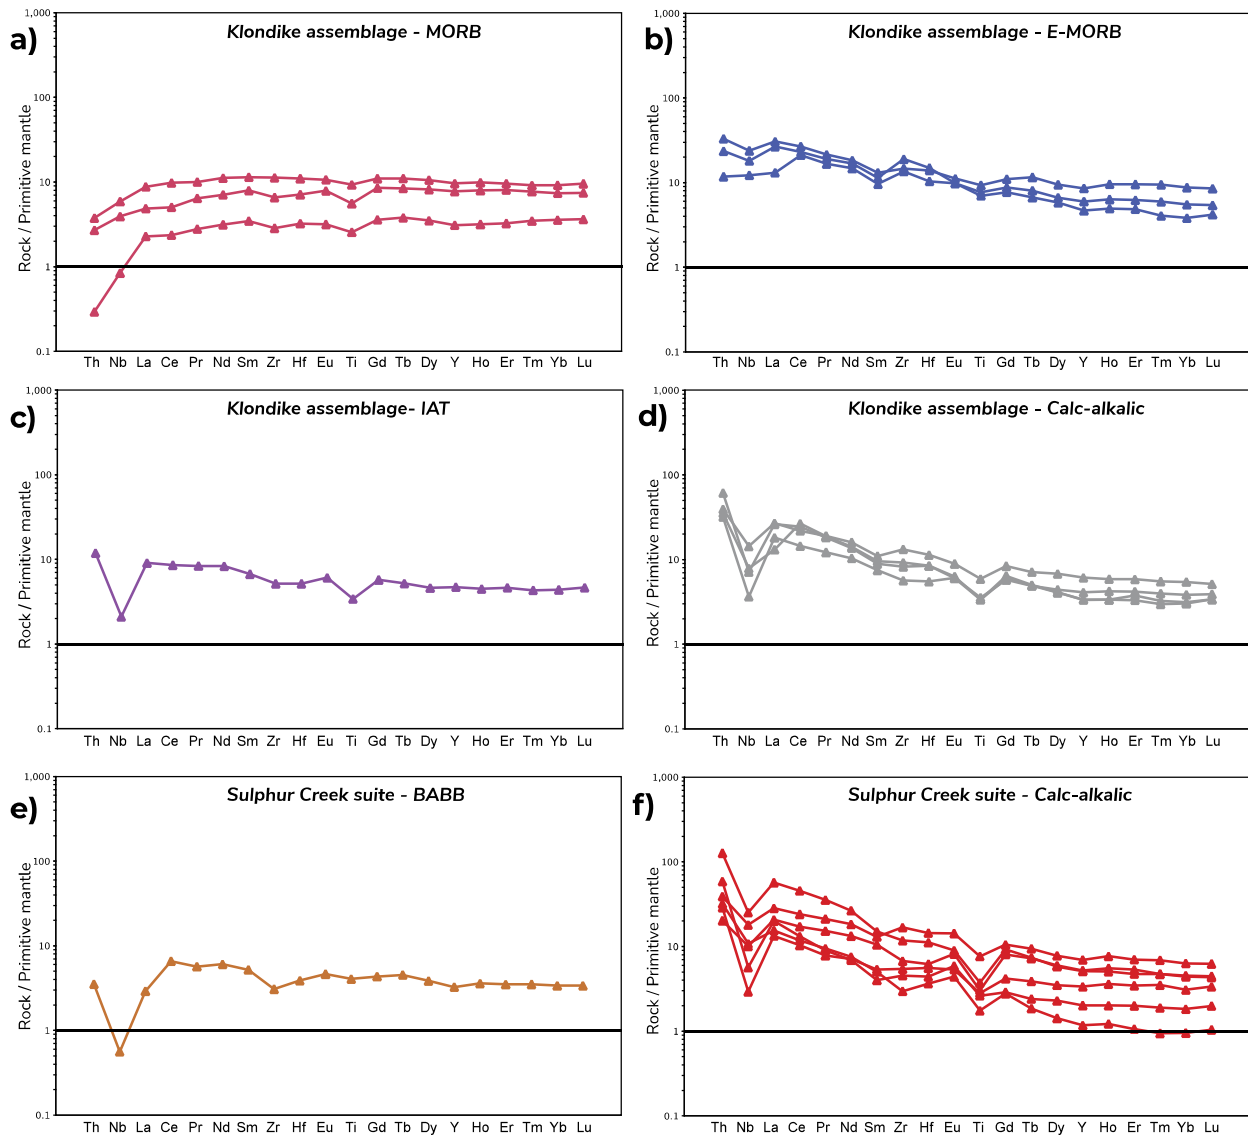 a)
Klondike assemblage - MORB
Rock / Primitive mantle
1,000
100
10
1
0.1
Th Nb La Ce Pr Nd Sm Zr Hf Eu Ti Gd Tb Dy Y Ho Er Tm Yb Lu
b)
Klondike assemblage - E-MORB
Rock / Primitive mantle
1,000
100
10
1
0.1
Th Nb La Ce Pr Nd Sm Zr Hf Eu Ti Gd Tb Dy Y Ho Er Tm Yb Lu
c)
Klondike assemblage- IAT
Rock / Primitive mantle
1,000
100
10
1
0.1
Th Nb La Ce Pr Nd Sm Zr Hf Eu Ti Gd Tb Dy Y Ho Er Tm Yb Lu
d)
Klondike assemblage - Calc-alkalic
Rock / Primitive mantle
1,000
100
10
1
0.1
Th Nb La Ce Pr Nd Sm Zr Hf Eu Ti Gd Tb Dy Y Ho Er Tm Yb Lu
e)
Sulphur Creek suite - BABB
Rock / Primitive mantle
1,000
100
10
1
0.1
Th Nb La Ce Pr Nd Sm Zr Hf Eu Ti Gd Tb Dy Y Ho Er Tm Yb Lu
f)
Sulphur Creek suite - Calc-alkalic
Rock / Primitive mantle
1,000
100
10
1
0.1
Th Nb La Ce Pr Nd Sm Zr Hf Eu Ti Gd Tb Dy Y Ho Er Tm Yb Lu